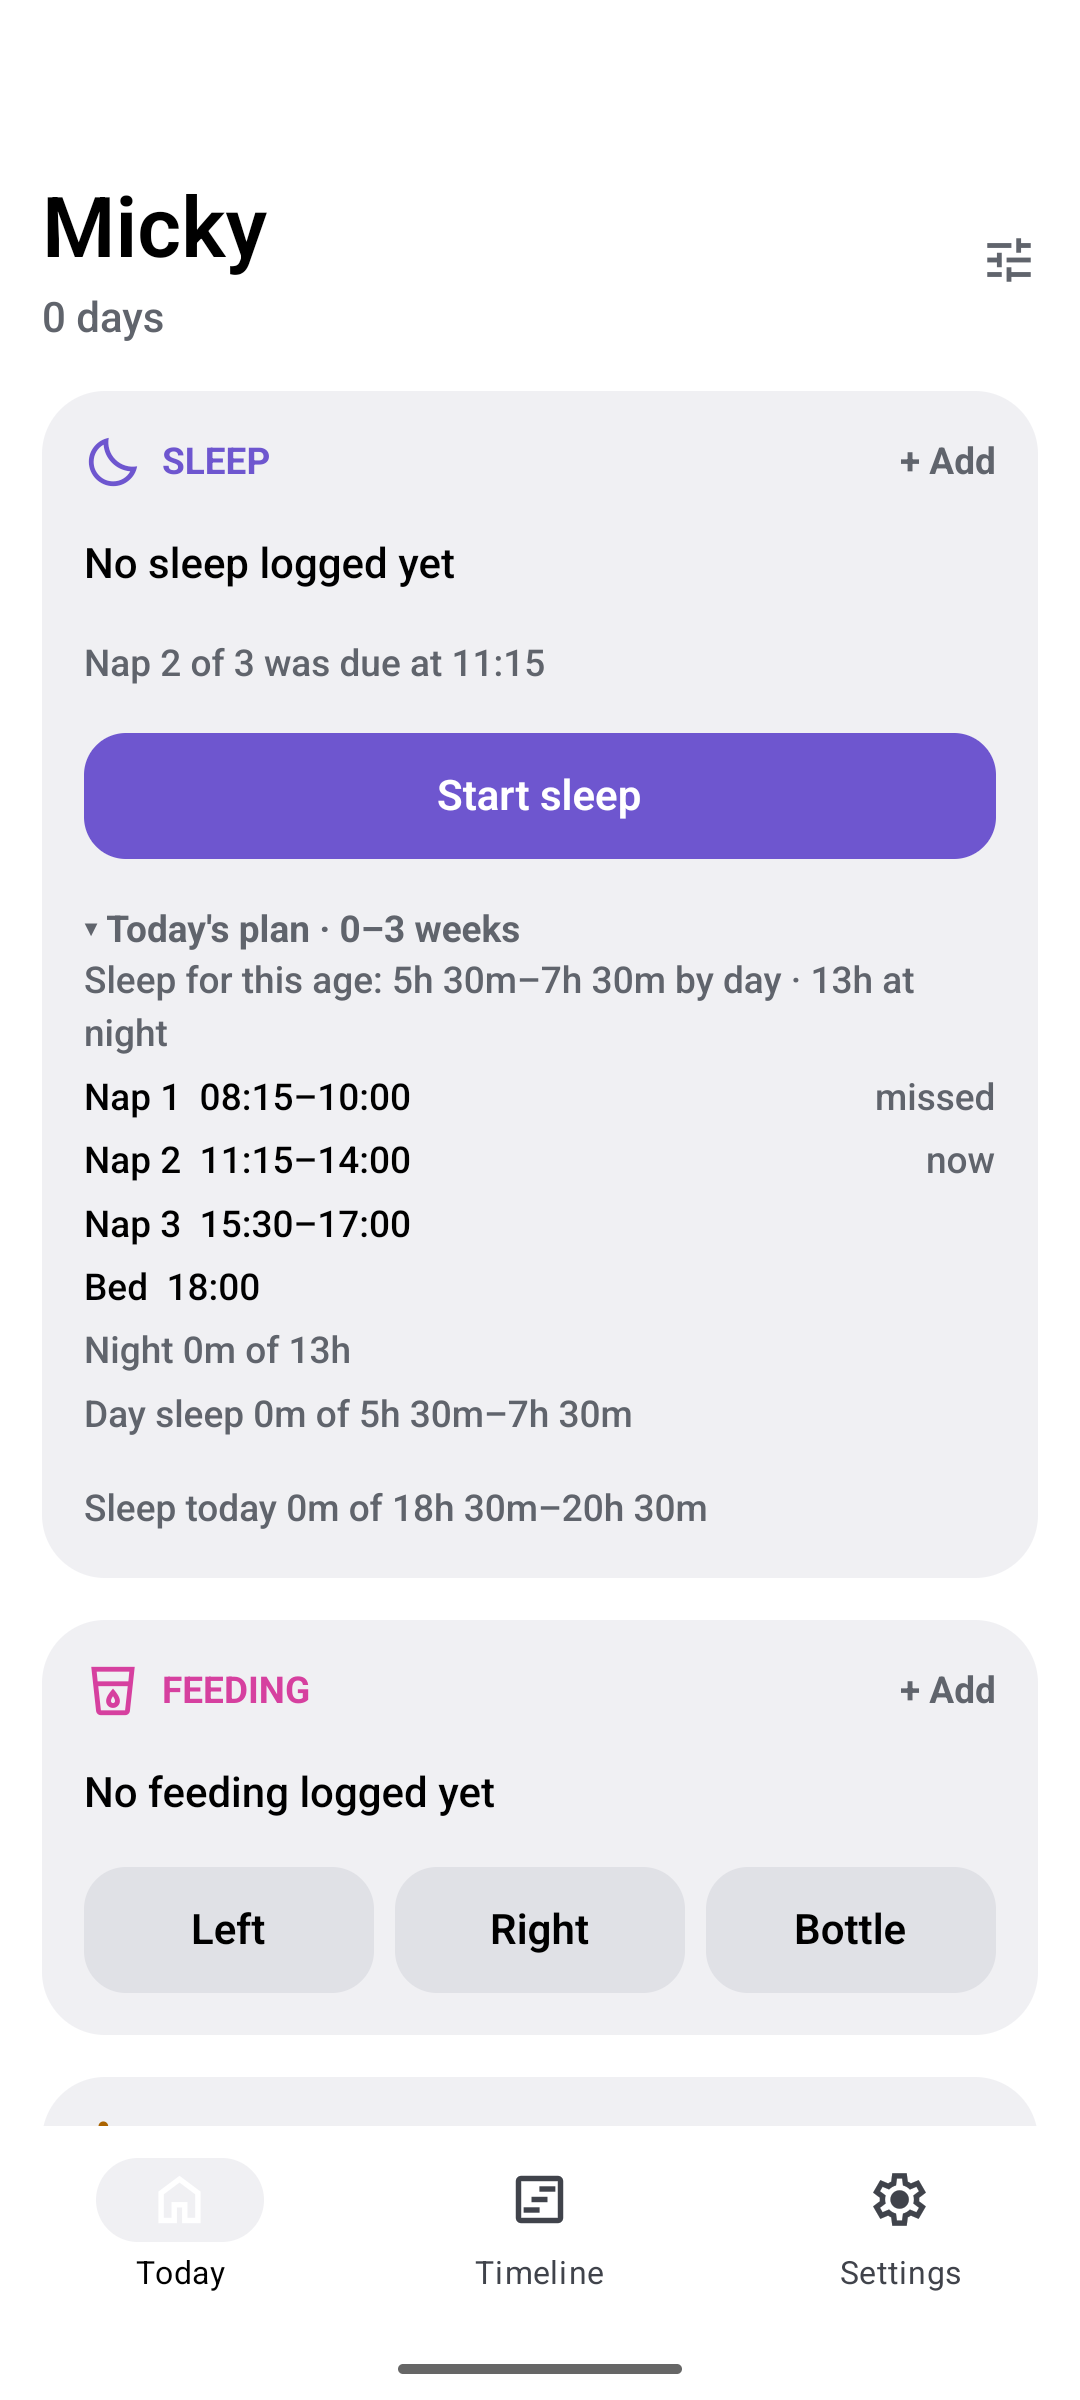 Micky
0 days
SLEEP
+ Add
No sleep logged yet
Nap 2 of 3 was due at 11:15
Start sleep
▾ Today's plan · 0–3 weeks
Sleep for this age: 5h 30m–7h 30m by day · 13h at
night
Nap 1 08:15–10:00 missed
Nap 2 11:15–14:00 now
Nap 3 15:30–17:00
Bed 18:00
Night 0m of 13h
Day sleep 0m of 5h 30m–7h 30m
Sleep today 0m of 18h 30m–20h 30m
FEEDING
+ Add
No feeding logged yet
Left Right Bottle
Today Timeline Settings